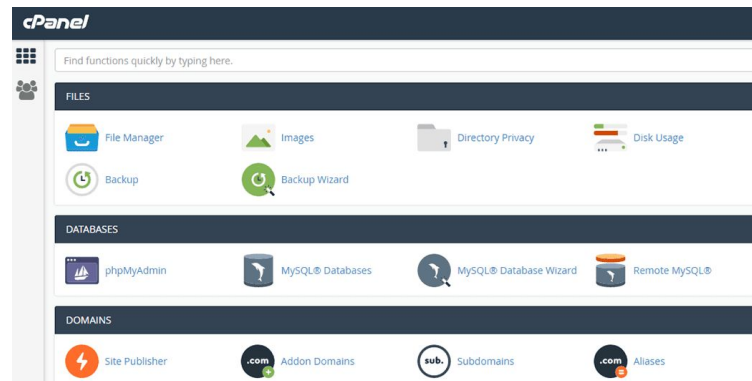 cPanel
Find functions quickly by typing here.
FILES
File Manager
Images
Directory Privacy
Disk Usage
Backup
Backup Wizard
DATABASES
phpMyAdmin
MySQL® Databases
MySQL® Database Wizard
Remote MySQL®
DOMAINS
Site Publisher
.com
Addon Domains
sub.
Subdomains
.com
Aliases